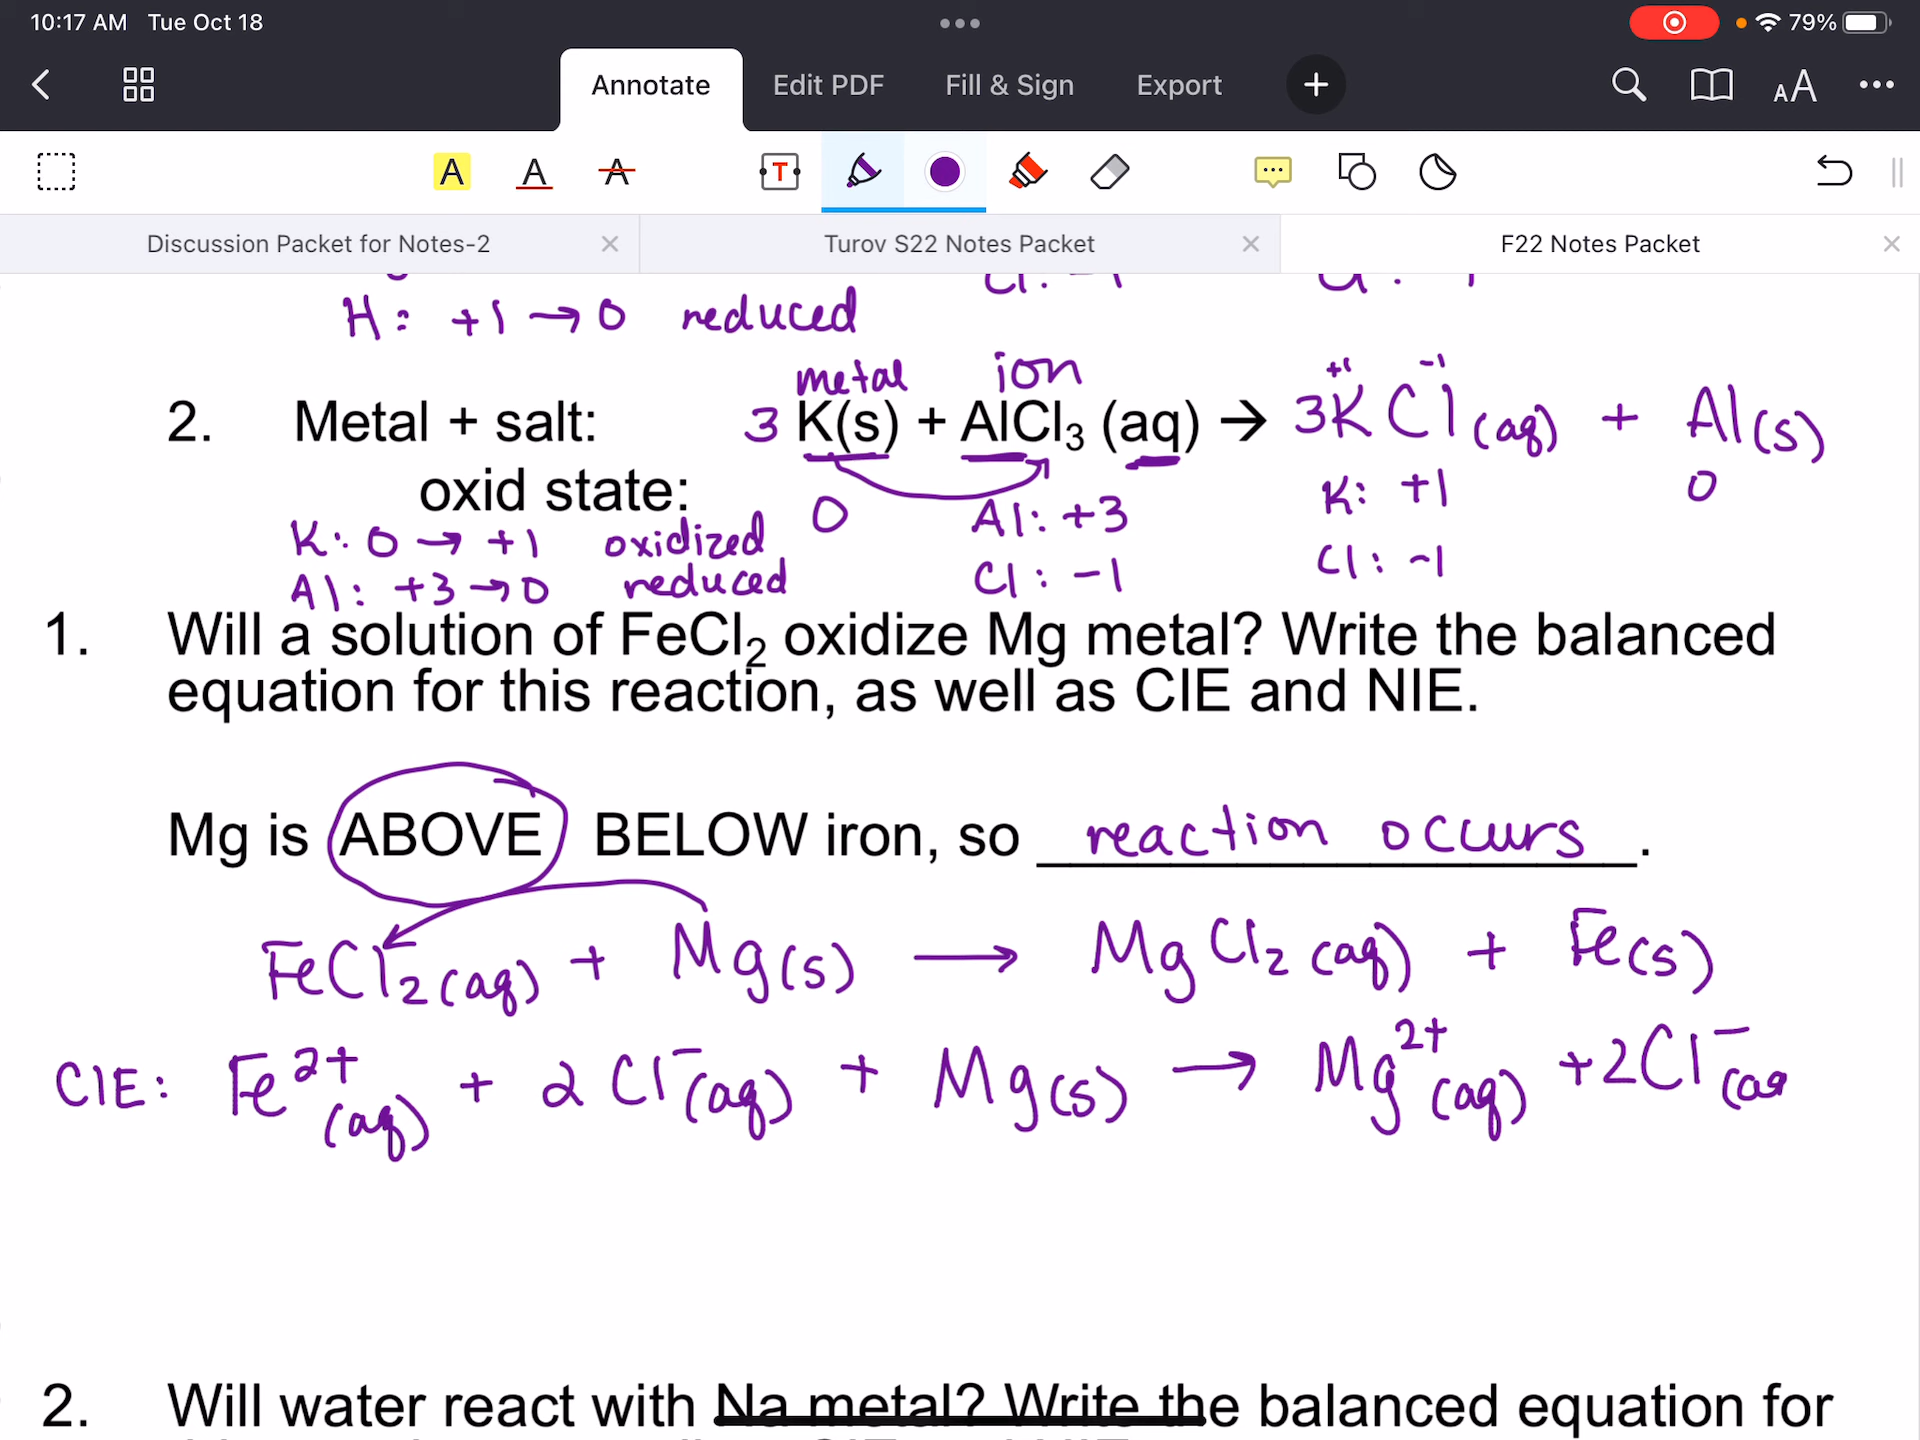 10:17 AM Tue Oct 18
79%
Annotate Edit PDF Fill & Sign Export
Discussion Packet for Notes-2 Turov S22 Notes Packet F22 Notes Packet
H: +1 → 0 reduced
metal ion +1 -1
2. Metal + salt: 3 K(s) + AlCl₃ (aq) → 3KCl(aq) + Al(s)
oxid state: 0 Al: +3 K: +1 0
K: 0 → +1 oxidized Cl: -1 Cl: -1
Al: +3 → 0 reduced
1. Will a solution of FeCl₂ oxidize Mg metal? Write the balanced
equation for this reaction, as well as CIE and NIE.
Mg is ABOVE BELOW iron, so reaction occurs.
FeCl₂(aq) + Mg(s) → MgCl₂(aq) + Fe(s)
CIE: Fe²⁺(aq) + 2Cl⁻(aq) + Mg(s) → Mg²⁺(aq) + 2Cl⁻(aq
2. Will water react with Na metal? Write the balanced equation for